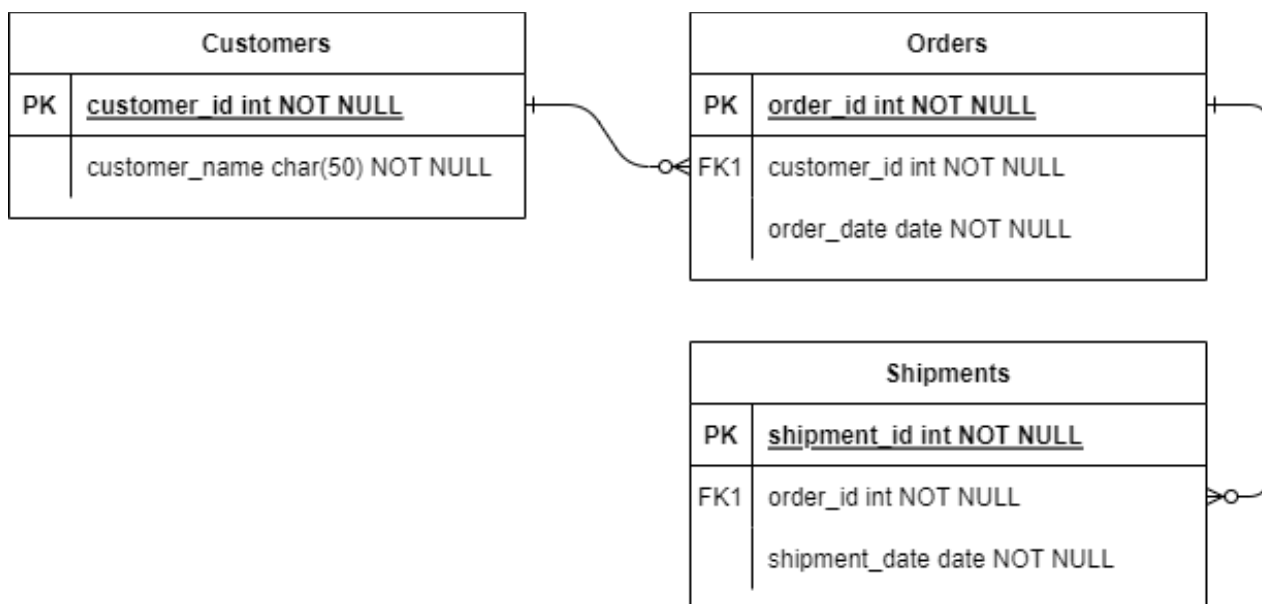 Customers
PK customer_id int NOT NULL
customer_name char(50) NOT NULL
Orders
PK order_id int NOT NULL
FK1 customer_id int NOT NULL
order_date date NOT NULL
Shipments
PK shipment_id int NOT NULL
FK1 order_id int NOT NULL
shipment_date date NOT NULL